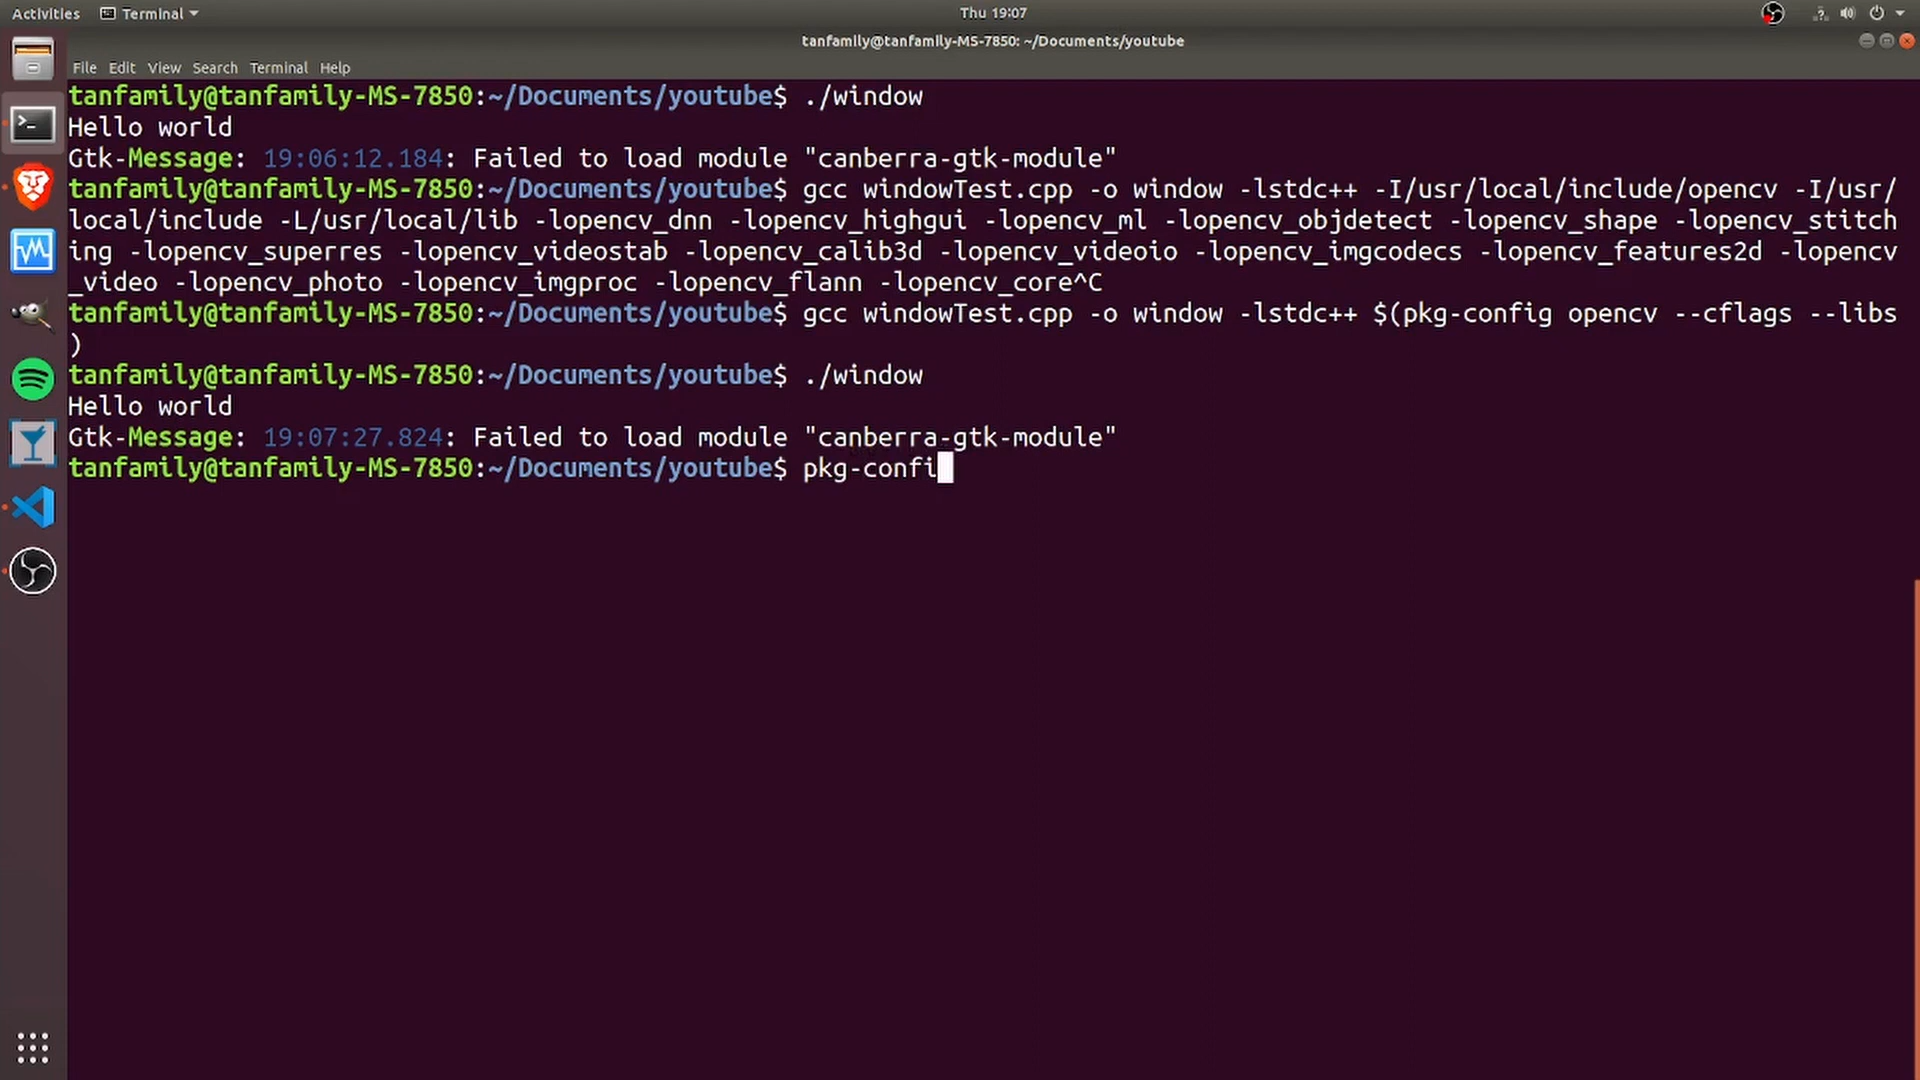 Activities Terminal Thu 19:07
tanfamily@tanfamily-MS-7850: ~/Documents/youtube
File Edit View Search Terminal Help
tanfamily@tanfamily-MS-7850:~/Documents/youtube$ ./window
Hello world
Gtk-Message: 19:06:12.184: Failed to load module "canberra-gtk-module"
tanfamily@tanfamily-MS-7850:~/Documents/youtube$ gcc windowTest.cpp -o window -lstdc++ -I/usr/local/include/opencv -I/usr/
local/include -L/usr/local/lib -lopencv_dnn -lopencv_highgui -lopencv_ml -lopencv_objdetect -lopencv_shape -lopencv_stitch
ing -lopencv_superres -lopencv_videostab -lopencv_calib3d -lopencv_videoio -lopencv_imgcodecs -lopencv_features2d -lopencv
_video -lopencv_photo -lopencv_imgproc -lopencv_flann -lopencv_core^C
tanfamily@tanfamily-MS-7850:~/Documents/youtube$ gcc windowTest.cpp -o window -lstdc++ $(pkg-config opencv --cflags --libs
)
tanfamily@tanfamily-MS-7850:~/Documents/youtube$ ./window
Hello world
Gtk-Message: 19:07:27.824: Failed to load module "canberra-gtk-module"
tanfamily@tanfamily-MS-7850:~/Documents/youtube$ pkg-confi